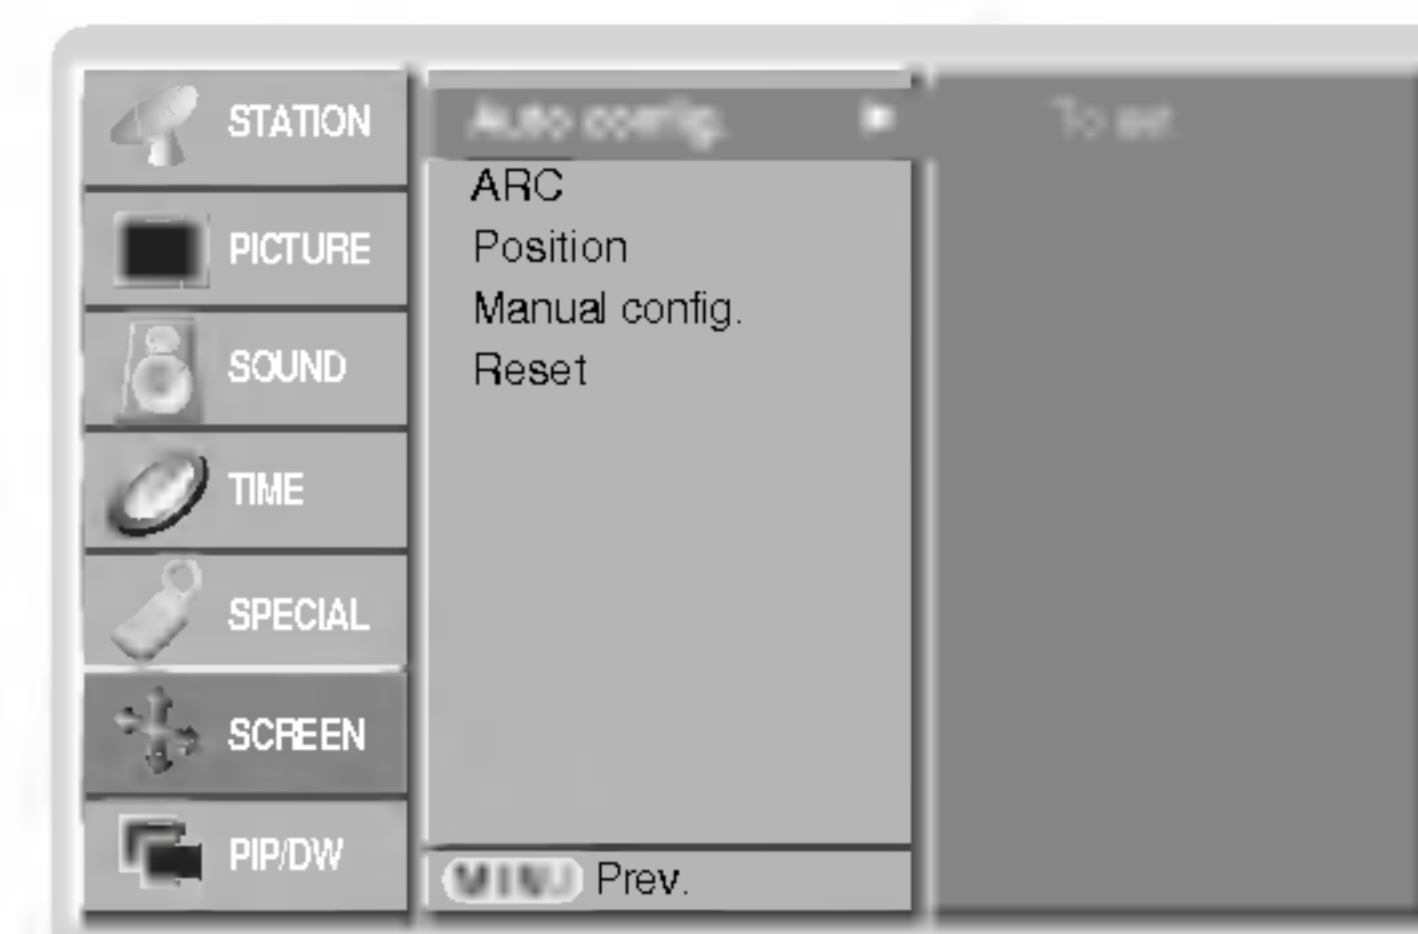 STATION
PICTURE
SOUND
TIME
SPECIAL
SCREEN
PIP/DW
Auto config.
ARC
Position
Manual config.
Reset
MENU Prev.
To set